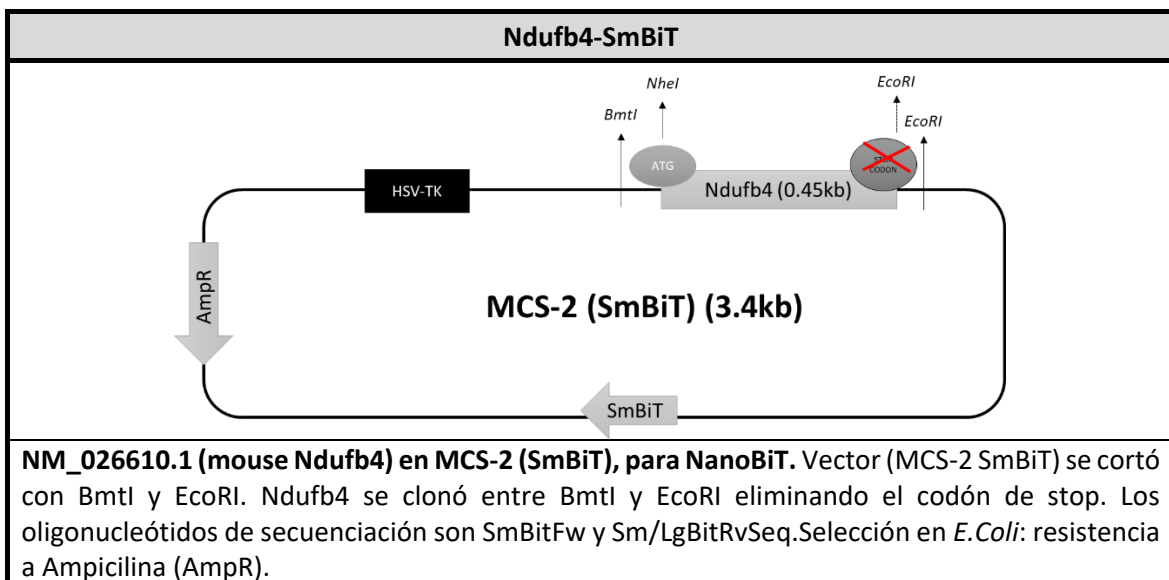 Ndufb4-SmBiT
NheI
EcoRI
BmtI
EcoRI
ATG
STOP
CODON
HSV-TK
Ndufb4 (0.45kb)
AmpR
MCS-2 (SmBiT) (3.4kb)
SmBiT
NM_026610.1 (mouse Ndufb4) en MCS-2 (SmBiT), para NanoBiT. Vector (MCS-2 SmBiT) se cortó
con BmtI y EcoRI. Ndufb4 se clonó entre BmtI y EcoRI eliminando el codón de stop. Los
oligonucleótidos de secuenciación son SmBitFw y Sm/LgBitRvSeq.Selección en E.Coli: resistencia
a Ampicilina (AmpR).